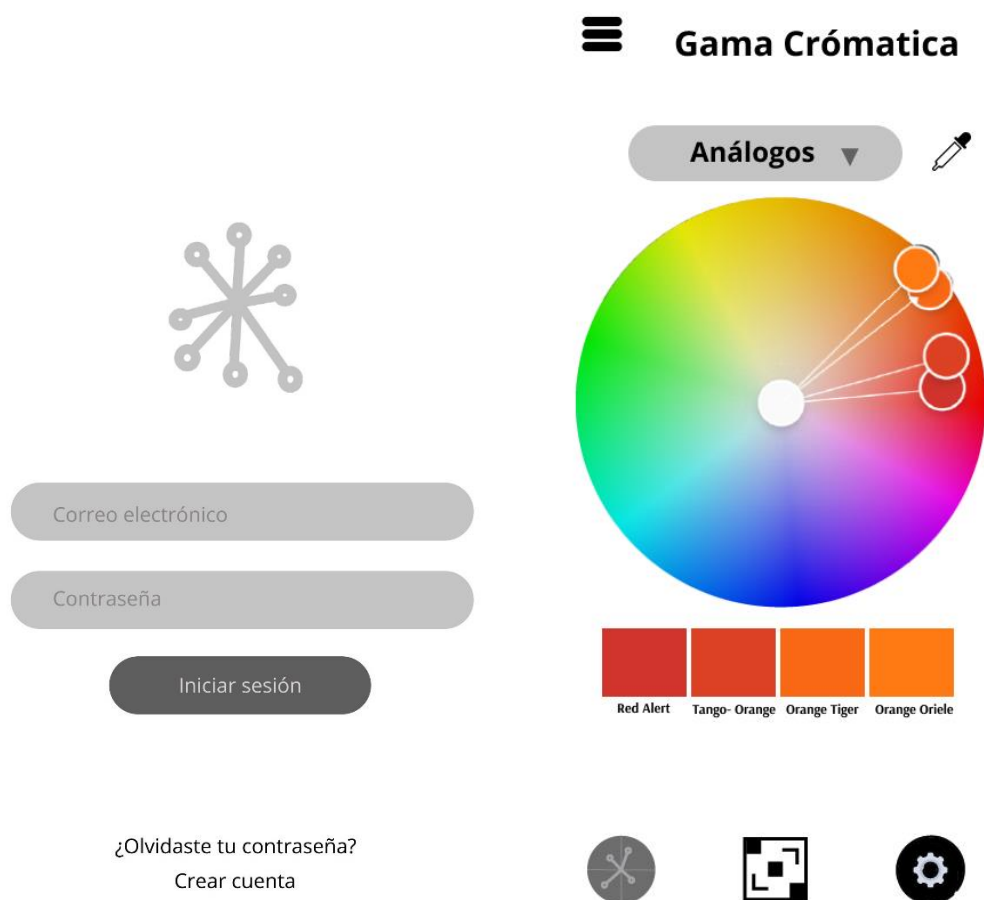 Correo electrónico
Contraseña
Iniciar sesión
¿Olvidaste tu contraseña?
Crear cuenta
Gama Crómatica
Análogos
Red Alert
Tango- Orange
Orange Tiger
Orange Oriele